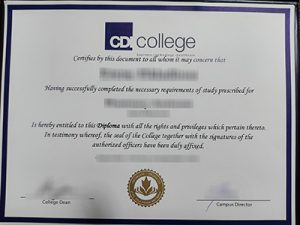 CDI college
business. technology. healthcare.
Certifies by this document to all whom it may concern that
Having successfully completed the necessary requirements of study prescribed for
Is hereby entitled to this Diploma with all the rights and privileges which pertain thereto.
In testimony whereof, the seal of the College together with the signatures of the
authorized officers have been duly affixed.
College Dean
Campus Director